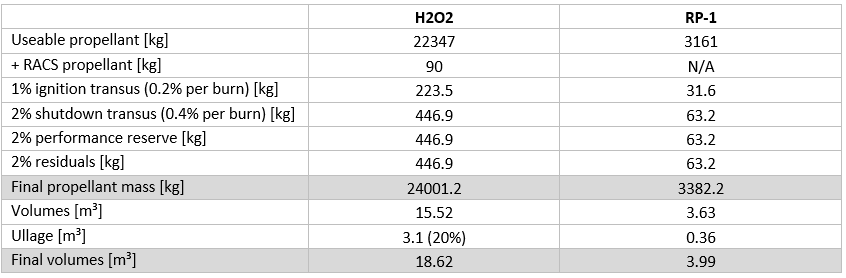 H2O2 RP-1
Useable propellant [kg] 22347 3161
+ RACS propellant [kg] 90 N/A
1% ignition transus (0.2% per burn) [kg] 223.5 31.6
2% shutdown transus (0.4% per burn) [kg] 446.9 63.2
2% performance reserve [kg] 446.9 63.2
2% residuals [kg] 446.9 63.2
Final propellant mass [kg] 24001.2 3382.2
Volumes [m³] 15.52 3.63
Ullage [m³] 3.1 (20%) 0.36
Final volumes [m³] 18.62 3.99